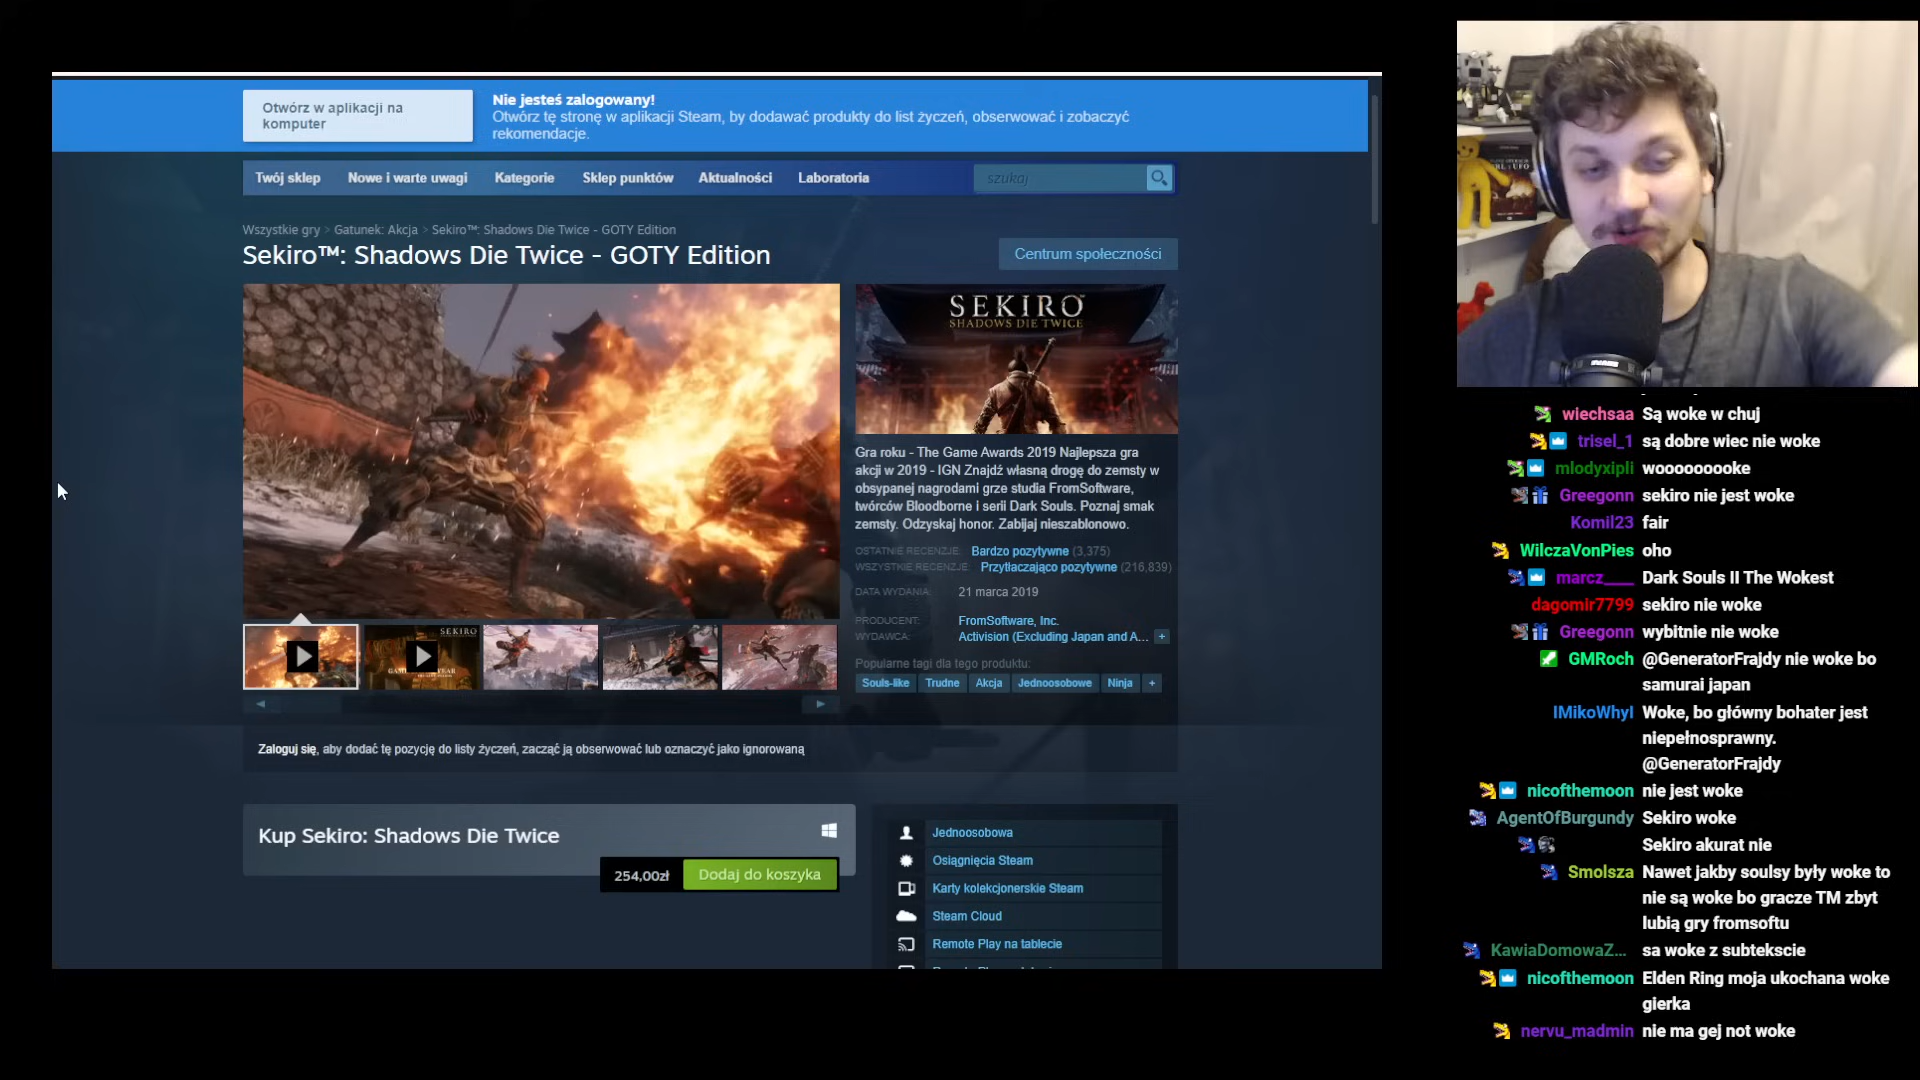 Otwórz w aplikacji na
komputer
Nie jesteś zalogowany!
Otwórz tę stronę w aplikacji Steam, by dodawać produkty do list życzeń, obserwować i zobaczyć
rekomendacje.
Twój sklep Nowe i warte uwagi Kategorie Sklep punktów Aktualności Laboratoria szukaj
Wszystkie gry > Gatunek: Akcja > Sekiro™: Shadows Die Twice - GOTY Edition
Sekiro™: Shadows Die Twice - GOTY Edition
Centrum społeczności
SEKIRO
SHADOWS DIE TWICE
Gra roku - The Game Awards 2019 Najlepsza gra
akcji w 2019 - IGN Znajdź własną drogę do zemsty w
obsypanej nagrodami grze studia FromSoftware,
twórców Bloodborne i serii Dark Souls. Poznaj smak
zemsty. Odzyskaj honor. Zabijaj nieszablonowo.
OSTATNIE RECENZJE: Bardzo pozytywne (3,375)
WSZYSTKIE RECENZJE: Przytłaczająco pozytywne (216,839)
DATA WYDANIA: 21 marca 2019
PRODUCENT: FromSoftware, Inc.
WYDAWCA: Activision (Excluding Japan and A... +
Popularne tagi dla tego produktu:
Souls-like Trudne Akcja Jednoosobowe Ninja +
SEKIRO
Zaloguj się, aby dodać tę pozycję do listy życzeń, zacząć ją obserwować lub oznaczyć jako ignorowaną
Kup Sekiro: Shadows Die Twice
254,00zł Dodaj do koszyka
Jednoosobowa
Osiągnięcia Steam
Karty kolekcjonerskie Steam
Steam Cloud
Remote Play na tablecie
wiechsaa Są woke w chuj
trisel_1 są dobre wiec nie woke
mlodyxipli wooooooooke
Greegonn sekiro nie jest woke
Komil23 fair
WilczaVonPies oho
marcz____ Dark Souls II The Wokest
dagomir7799 sekiro nie woke
Greegonn wybitnie nie woke
GMRoch @GeneratorFrajdy nie woke bo
samurai japan
IMikoWhyI Woke, bo główny bohater jest
niepełnosprawny.
@GeneratorFrajdy
nicofthemoon nie jest woke
AgentOfBurgundy Sekiro woke
Sekiro akurat nie
Smolsza Nawet jakby soulsy były woke to
nie są woke bo gracze TM zbyt
lubią gry fromsoftu
KawiaDomowaZ... sa woke z subtekscie
nicofthemoon Elden Ring moja ukochana woke
gierka
nervu_madmin nie ma gej not woke